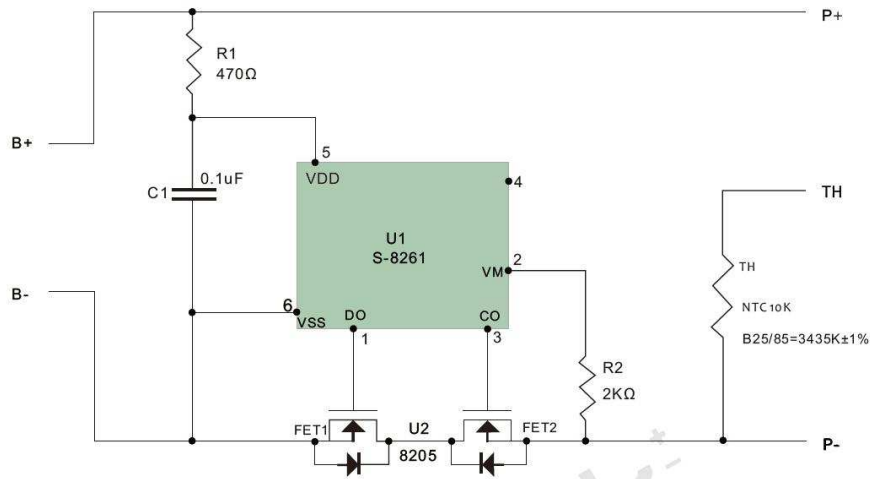 P+
R1
470Ω
B+
5
VDD
0.1uF
C1
4
TH
U1
S-8261
2
VM
TH
B-
NTC10K
6
DO
CO
VSS
1
3
B25/85=3435K±1%
R2
2KΩ
FET1
U2
FET2
8205
P-